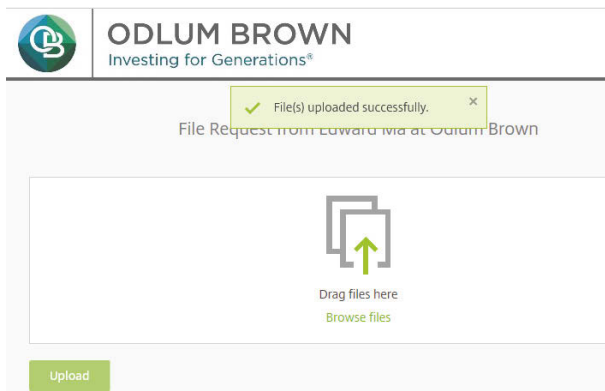 ODLUM BROWN
Investing for Generations®
File(s) uploaded successfully. ×
File Request from Edward Ma at Odlum Brown
Drag files here
Browse files
Upload